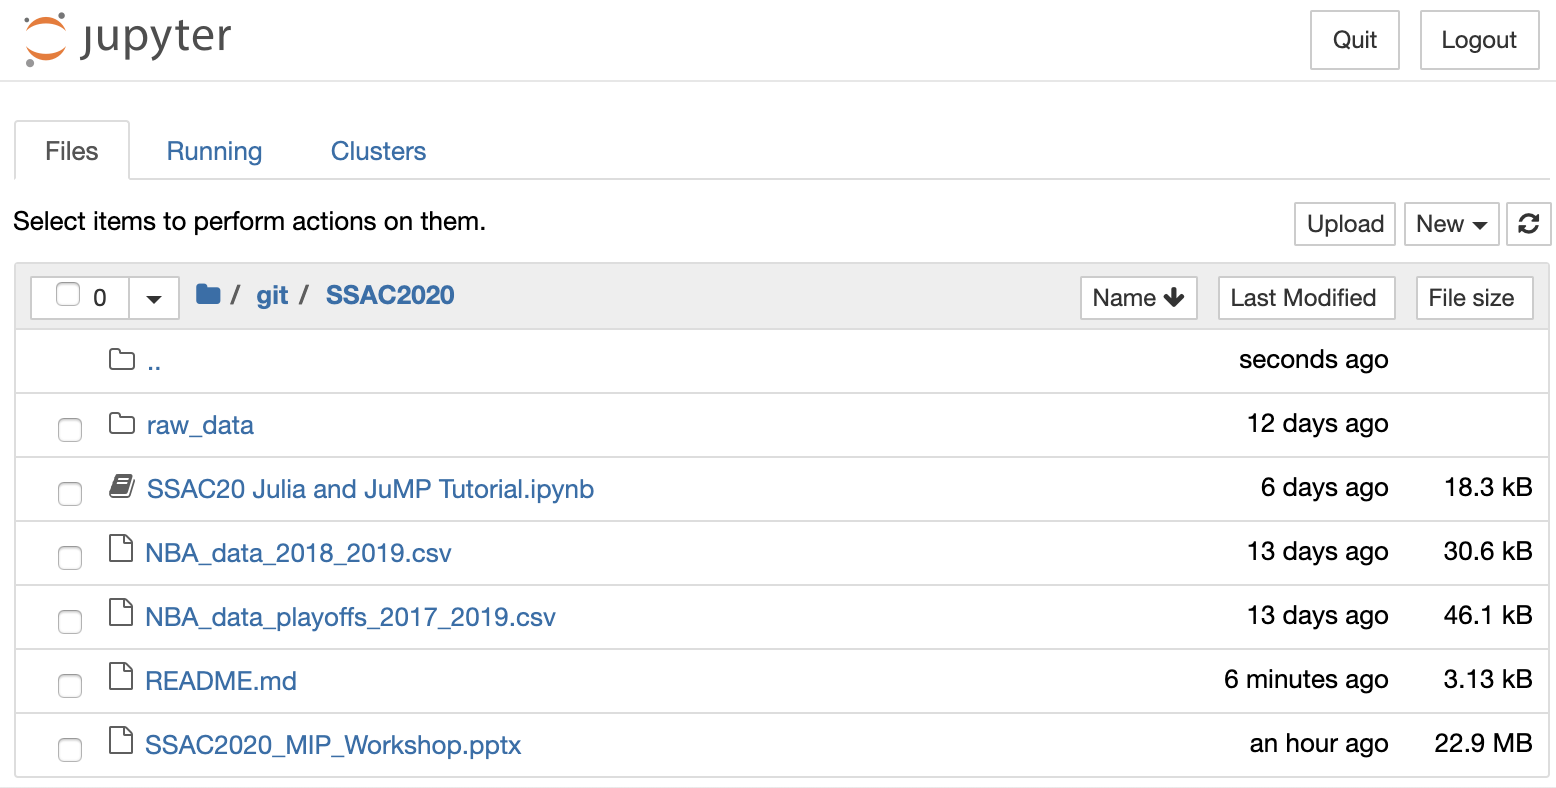 jupyter
Quit Logout
Files Running Clusters
Select items to perform actions on them.
Upload New
0 / git / SSAC2020 Name Last Modified File size
.. seconds ago
raw_data 12 days ago
SSAC20 Julia and JuMP Tutorial.ipynb 6 days ago 18.3 kB
NBA_data_2018_2019.csv 13 days ago 30.6 kB
NBA_data_playoffs_2017_2019.csv 13 days ago 46.1 kB
README.md 6 minutes ago 3.13 kB
SSAC2020_MIP_Workshop.pptx an hour ago 22.9 MB